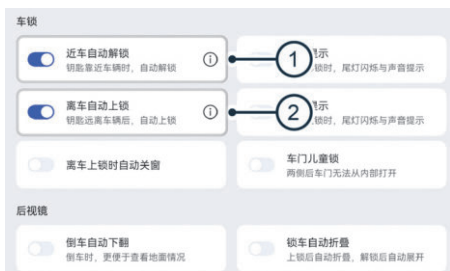 车锁
近车自动解锁
钥匙靠近车辆时，自动解锁
1
提示
锁时，尾灯闪烁与声音提示
离车自动上锁
钥匙远离车辆后，自动上锁
2
提示
锁时，尾灯闪烁与声音提示
离车上锁时自动关窗
车门儿童锁
两侧后车门无法从内部打开
后视镜
倒车自动下翻
倒车时，更便于查看地面情况
锁车自动折叠
上锁后自动折叠，解锁后自动展开